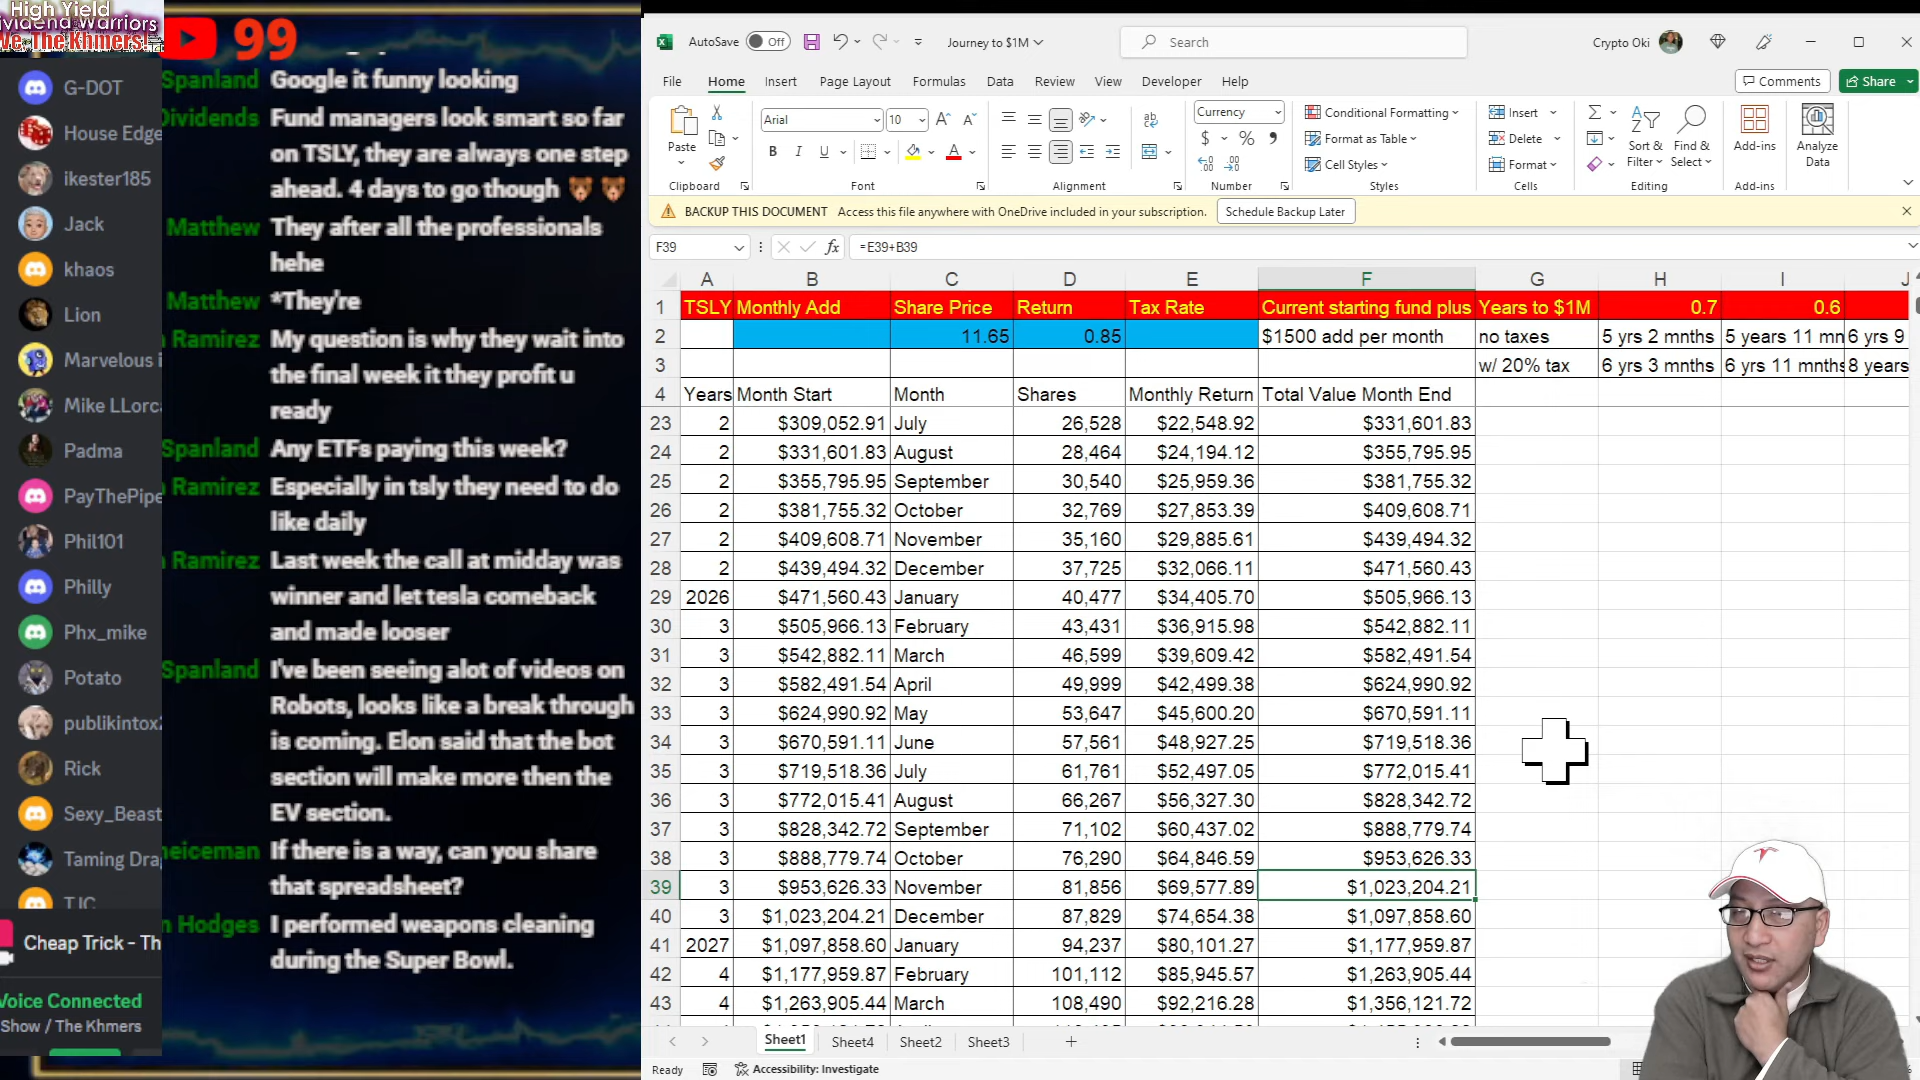 High Yield
Dividend Warriors
We The Khmers
99
G-DOT
House Edge
ikester185
Jack
khaos
Lion
Marvelous i
Mike LLorca
Padma
PayThePipe
Phil101
Philly
Phx_mike
Potato
publikintox2
Rick
Sexy_Beast
Taming Dra
TJC
Cheap Trick - Th
Voice Connected
Show / The Khmers
Spanland Google it funny looking
Dividends Fund managers look smart so far
on TSLY, they are always one step
ahead. 4 days to go though 🐻 🐻
Matthew They after all the professionals
hehe
Matthew *They're
Ramirez My question is why they wait into
the final week it they profit u
ready
Spanland Any ETFs paying this week?
Ramirez Especially in tsly they need to do
like daily
Ramirez Last week the call at midday was
winner and let tesla comeback
and made looser
Spanland I've been seeing alot of videos on
Robots, looks like a break through
is coming. Elon said that the bot
section will make more then the
EV section.
neiceman If there is a way, can you share
that spreadsheet?
Hodges I performed weapons cleaning
during the Super Bowl.
AutoSave Off Journey to $1M Search Crypto Oki
File Home Insert Page Layout Formulas Data Review View Developer Help Comments Share
Paste
Arial 10
B I U A
ab
Currency
$ % ,
Conditional Formatting
Format as Table
Cell Styles
Insert
Delete
Format
Sort & Filter
Find & Select
Add-ins
Analyze Data
Clipboard Font Alignment Number Styles Cells Editing Add-ins
BACKUP THIS DOCUMENT Access this file anywhere with OneDrive included in your subscription. Schedule Backup Later
F39 fx =E39+B39
A B C D E F G H I J
1 TSLY Monthly Add Share Price Return Tax Rate Current starting fund plus Years to $1M 0.7 0.6
2 11.65 0.85 $1500 add per month no taxes 5 yrs 2 mnths 5 years 11 mn 6 yrs 9
3 w/ 20% tax 6 yrs 3 mnths 6 yrs 11 mnths 8 years
4 Years Month Start Month Shares Monthly Return Total Value Month End
23 2 $309,052.91 July 26,528 $22,548.92 $331,601.83
24 2 $331,601.83 August 28,464 $24,194.12 $355,795.95
25 2 $355,795.95 September 30,540 $25,959.36 $381,755.32
26 2 $381,755.32 October 32,769 $27,853.39 $409,608.71
27 2 $409,608.71 November 35,160 $29,885.61 $439,494.32
28 2 $439,494.32 December 37,725 $32,066.11 $471,560.43
29 2026 $471,560.43 January 40,477 $34,405.70 $505,966.13
30 3 $505,966.13 February 43,431 $36,915.98 $542,882.11
31 3 $542,882.11 March 46,599 $39,609.42 $582,491.54
32 3 $582,491.54 April 49,999 $42,499.38 $624,990.92
33 3 $624,990.92 May 53,647 $45,600.20 $670,591.11
34 3 $670,591.11 June 57,561 $48,927.25 $719,518.36
35 3 $719,518.36 July 61,761 $52,497.05 $772,015.41
36 3 $772,015.41 August 66,267 $56,327.30 $828,342.72
37 3 $828,342.72 September 71,102 $60,437.02 $888,779.74
38 3 $888,779.74 October 76,290 $64,846.59 $953,626.33
39 3 $953,626.33 November 81,856 $69,577.89 $1,023,204.21
40 3 $1,023,204.21 December 87,829 $74,654.38 $1,097,858.60
41 2027 $1,097,858.60 January 94,237 $80,101.27 $1,177,959.87
42 4 $1,177,959.87 February 101,112 $85,945.57 $1,263,905.44
43 4 $1,263,905.44 March 108,490 $92,216.28 $1,356,121.72
Sheet1 Sheet4 Sheet2 Sheet3
Ready Accessibility: Investigate